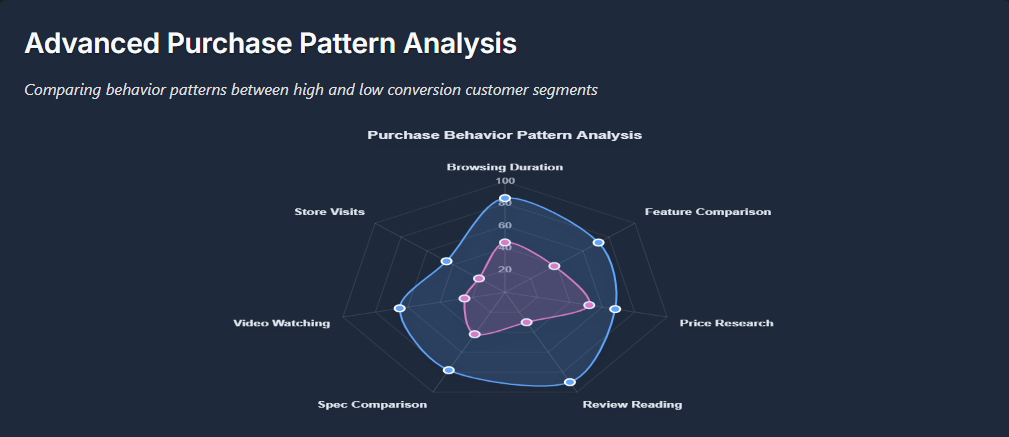 Advanced Purchase Pattern Analysis
Comparing behavior patterns between high and low conversion customer segments
Purchase Behavior Pattern Analysis
Browsing Duration
100
80
60
40
20
Store Visits
Feature Comparison
Video Watching
Price Research
Spec Comparison
Review Reading